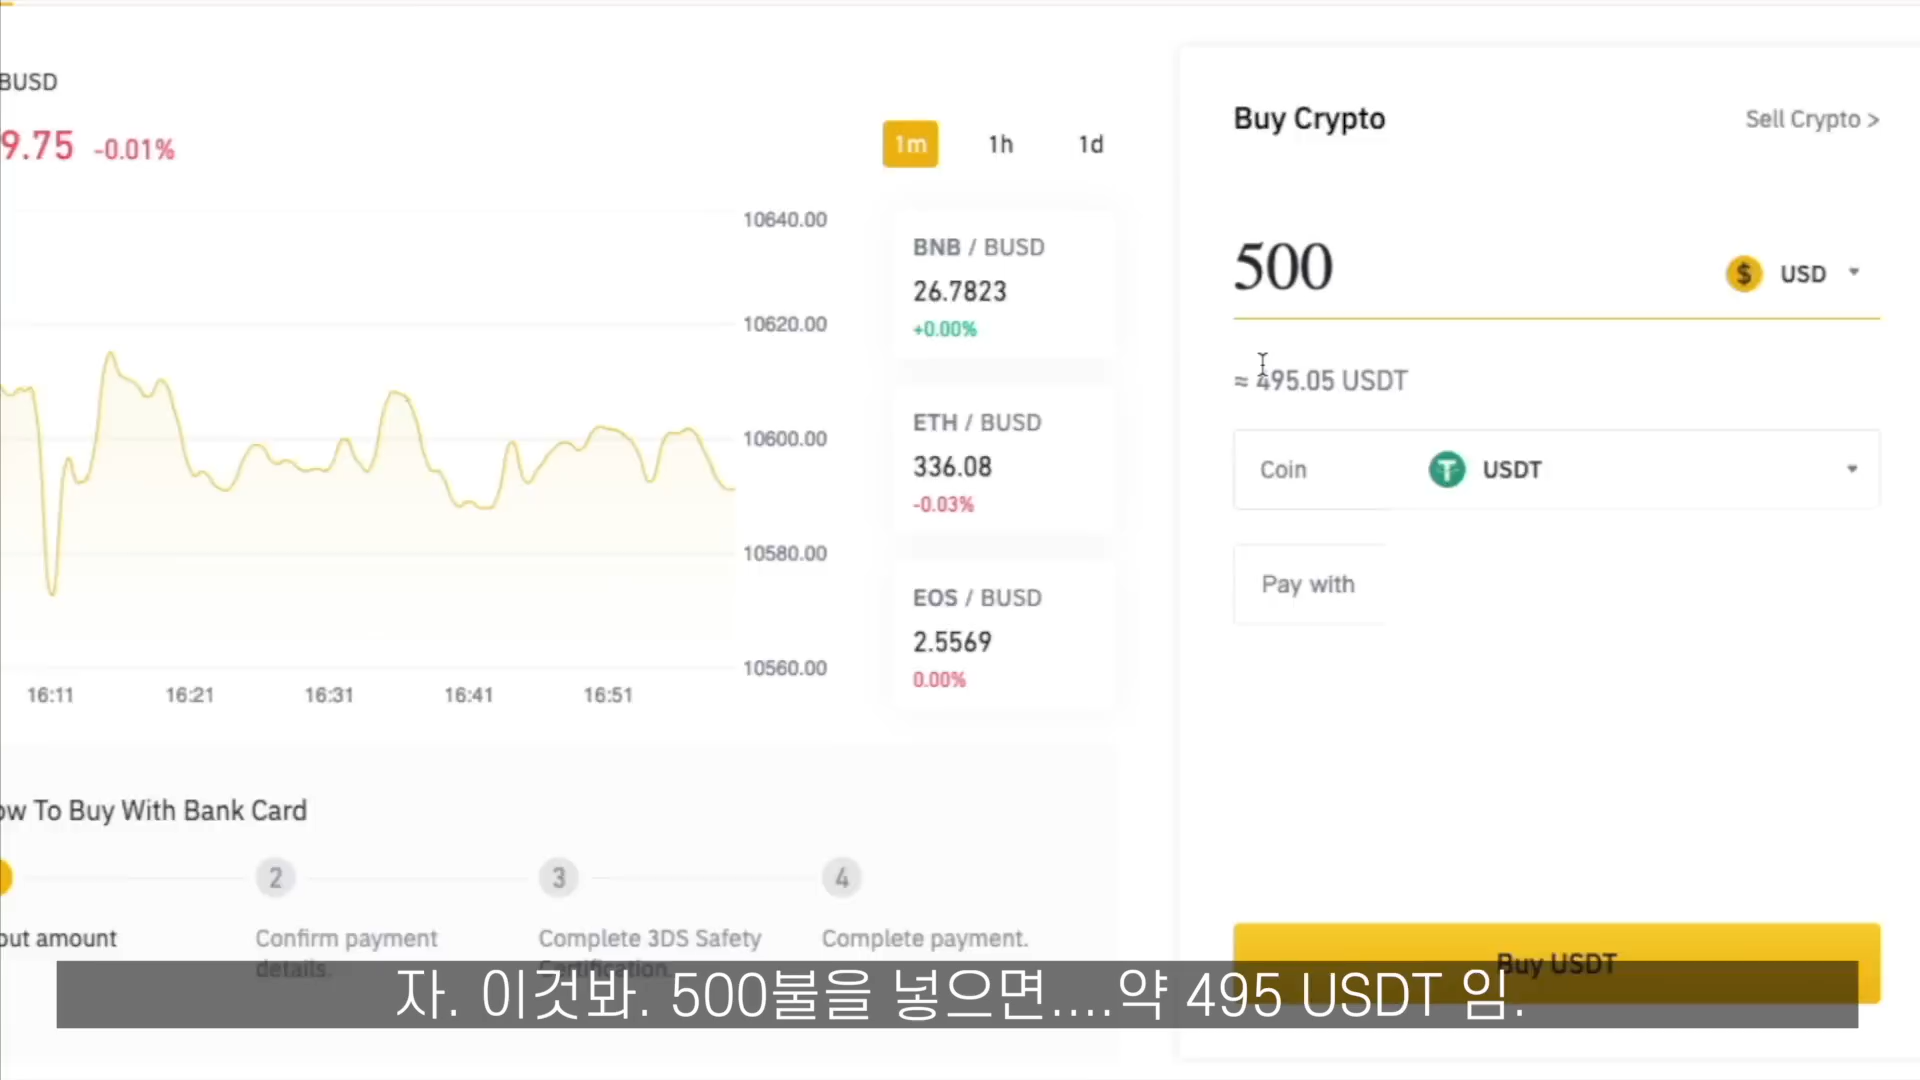 BUSD
9.75 -0.01%
1m 1h 1d
10640.00
10620.00
10600.00
10580.00
10560.00
16:11 16:21 16:31 16:41 16:51
BNB / BUSD
26.7823
+0.00%
ETH / BUSD
336.08
-0.03%
EOS / BUSD
2.5569
0.00%
Buy Crypto
Sell Crypto >
500
$ USD
≈ 495.05 USDT
Coin USDT
Pay with
Buy USDT
ow To Buy With Bank Card
2 3 4
out amount
Confirm payment
details.
Complete 3DS Safety
Certification.
Complete payment.
자. 이것봐. 500불을 넣으면....약 495 USDT 임.